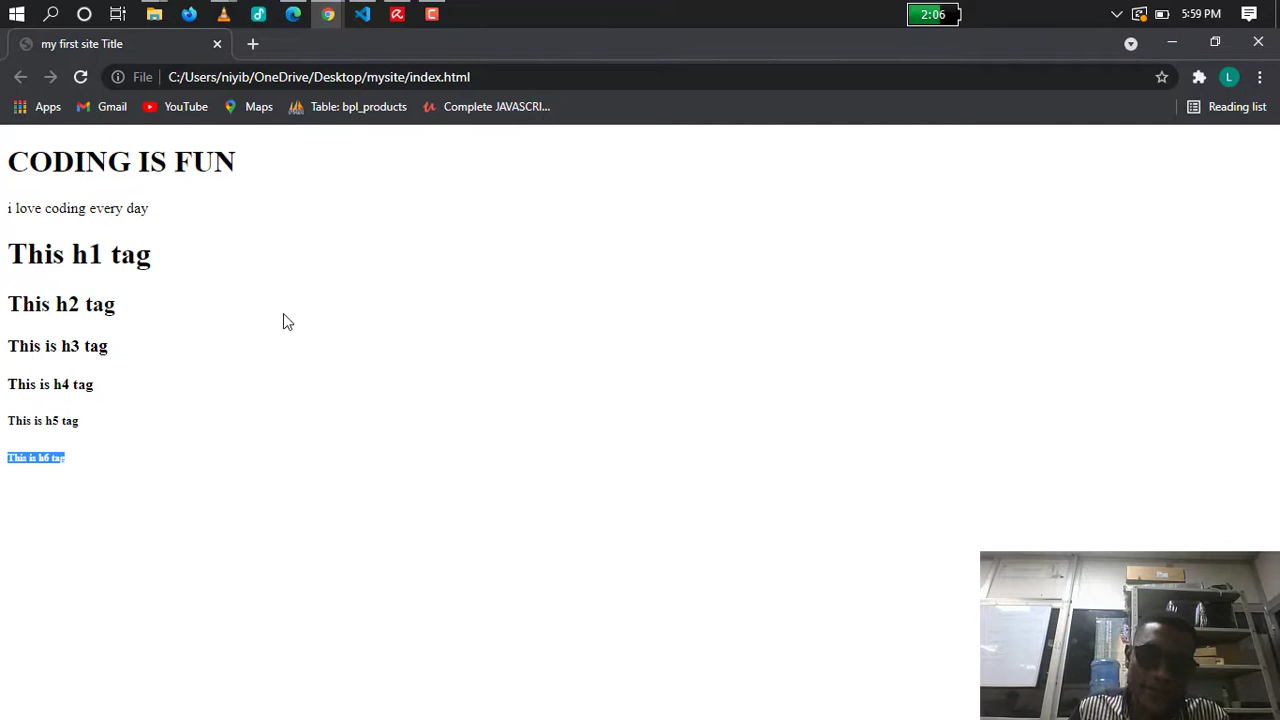 2:06
5:59 PM
my first site Title
File
C:/Users/niyib/OneDrive/Desktop/mysite/index.html
L
Apps
Gmail
YouTube
Maps
Table: bpl_products
Complete JAVASCRI...
Reading list
CODING IS FUN
i love coding every day
This h1 tag
This h2 tag
This is h3 tag
This is h4 tag
This is h5 tag
This is h6 tag